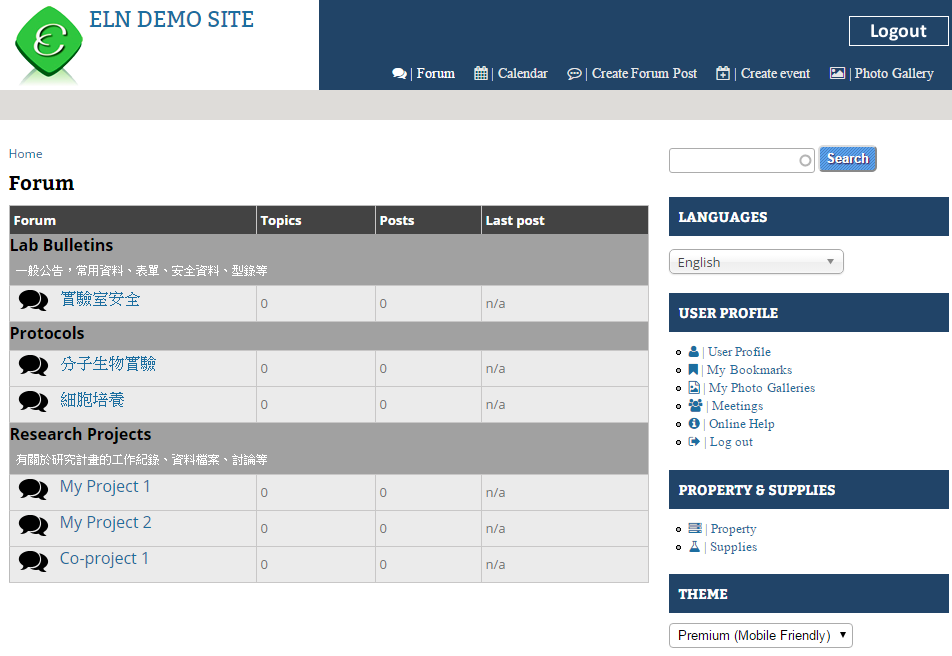 ELN DEMO SITE
Logout
| Forum | Calendar | Create Forum Post | Create event | Photo Gallery
Home
Forum
Forum Topics Posts Last post
Lab Bulletins
一般公告，常用資料、表單、安全資料、型錄等
實驗室安全 0 0 n/a
Protocols
分子生物實驗 0 0 n/a
細胞培養 0 0 n/a
Research Projects
有關於研究計畫的工作紀錄、資料檔案、討論等
My Project 1 0 0 n/a
My Project 2 0 0 n/a
Co-project 1 0 0 n/a
Search
LANGUAGES
English
USER PROFILE
| User Profile
| My Bookmarks
| My Photo Galleries
| Meetings
| Online Help
| Log out
PROPERTY & SUPPLIES
| Property
| Supplies
THEME
Premium (Mobile Friendly)